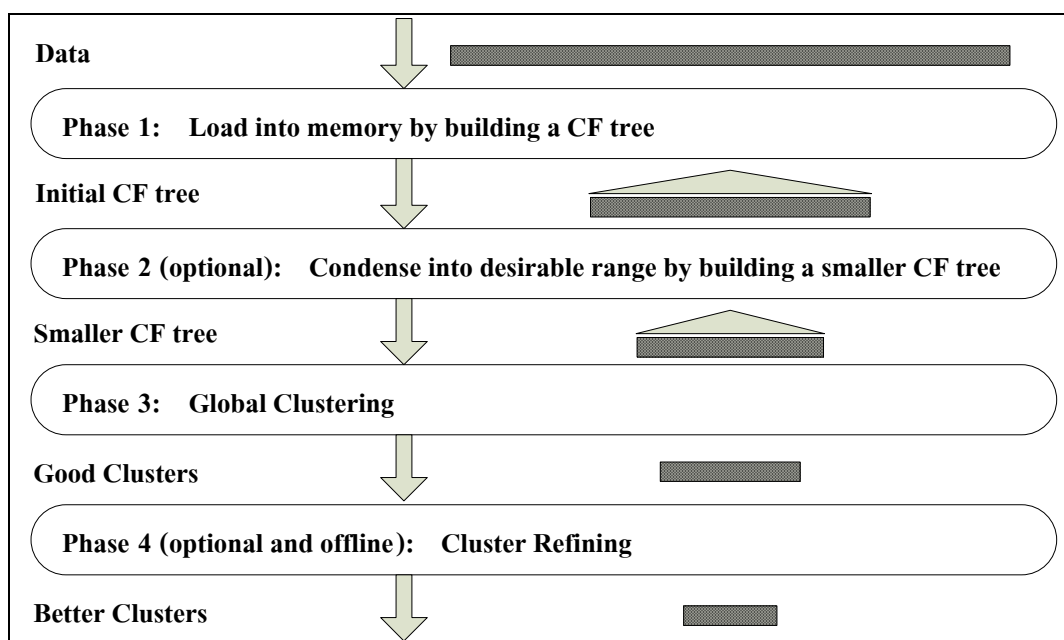 Data
Phase 1: Load into memory by building a CF tree
Initial CF tree
Phase 2 (optional): Condense into desirable range by building a smaller CF tree
Smaller CF tree
Phase 3: Global Clustering
Good Clusters
Phase 4 (optional and offline): Cluster Refining
Better Clusters